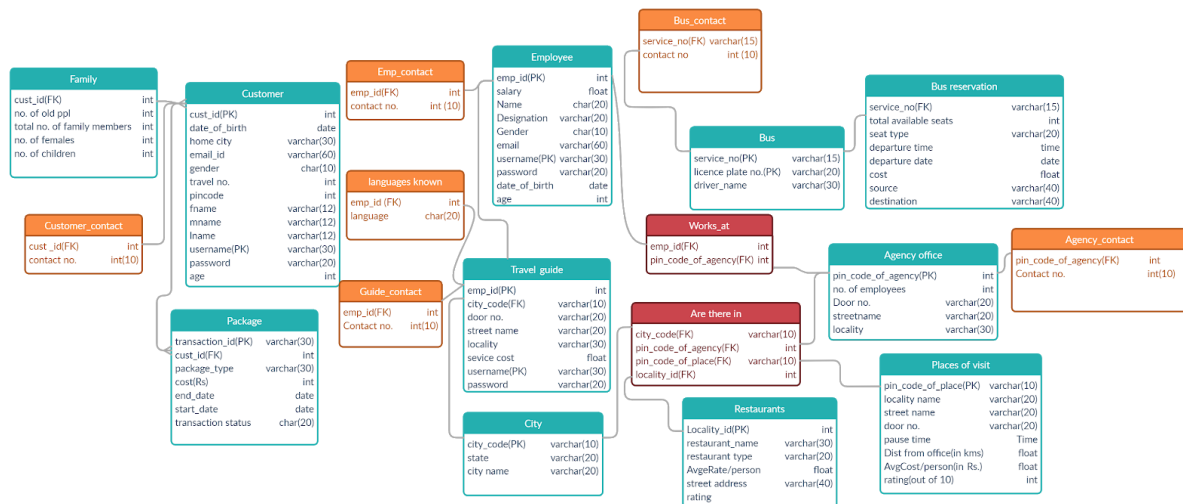 Family
cust_id(FK) int
no. of old ppl int
total no. of family members int
no. of females int
no. of children int
Customer
cust_id(PK) int
date_of_birth date
home city varchar(30)
email_id varchar(60)
gender char(10)
travel no. int
pincode int
fname varchar(12)
mname varchar(12)
lname varchar(12)
username(PK) varchar(30)
password varchar(20)
age int
Customer_contact
cust _id(FK) int
contact no. int(10)
Package
transaction_id(PK) varchar(30)
cust_id(FK) int
package_type varchar(30)
cost(Rs) int
end_date date
start_date date
transaction status char(20)
Emp_contact
emp_id(FK) int
contact no. int (10)
languages known
emp_id (FK) int
language char(20)
Guide_contact
emp_id(FK) int
Contact no. int(10)
Employee
emp_id(PK) int
salary float
Name char(20)
Designation varchar(20)
Gender char(10)
email varchar(60)
username(PK) varchar(30)
password varchar(20)
date_of_birth date
age int
Travel guide
emp_id(PK) int
city_code(FK) varchar(10)
door no. varchar(20)
street name varchar(20)
locality varchar(30)
sevice cost float
username(PK) varchar(30)
password varchar(20)
City
city_code(PK) varchar(10)
state varchar(20)
city name varchar(20)
Bus_contact
service_no(FK) varchar(15)
contact no int (10)
Bus
service_no(PK) varchar(15)
licence plate no.(PK) varchar(20)
driver_name varchar(30)
Bus reservation
service_no(FK) varchar(15)
total available seats int
seat type varchar(20)
departure time time
departure date date
cost float
source varchar(40)
destination varchar(40)
Works_at
emp_id(FK) int
pin_code_of_agency(FK) int
Agency office
pin_code_of_agency(PK) int
no. of employees int
Door no. varchar(20)
streetname varchar(20)
locality varchar(30)
Agency_contact
pin_code_of_agency(FK) int
Contact no. int(10)
Are there in
city_code(FK) varchar(10)
pin_code_of_agency(FK) int
pin_code_of_place(FK) varchar(10)
locality_id(FK) int
Restaurants
Locality_id(PK) int
restaurant_name varchar(30)
restaurant type varchar(20)
AvgeRate/person float
street address varchar(40)
rating
Places of visit
pin_code_of_place(PK) varchar(10)
locality name varchar(20)
street name varchar(20)
door no. varchar(20)
pause time Time
Dist from office(in kms) float
AvgCost/person(in Rs.) float
rating(out of 10) int